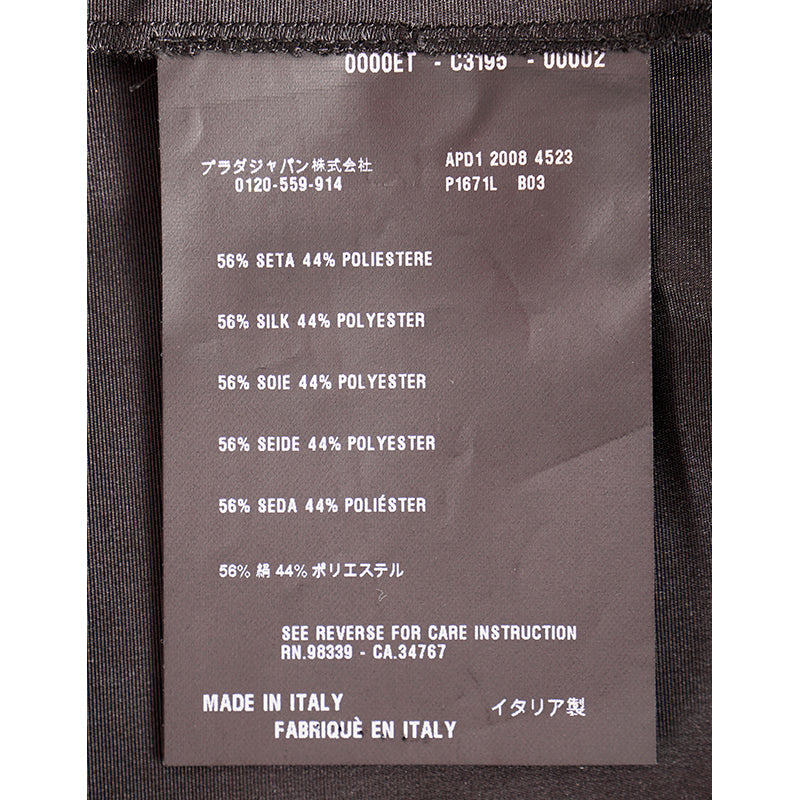 0000ET - C3195 - 00002
プラダジャパン株式会社 APD1 2008 4523
0120-559-914 P1671L B03
56% SETA 44% POLIESTERE
56% SILK 44% POLYESTER
56% SOIE 44% POLYESTER
56% SEIDE 44% POLYESTER
56% SEDA 44% POLIÉSTER
56% 絹 44% ポリエステル
SEE REVERSE FOR CARE INSTRUCTION
RN.98339 - CA.34767
MADE IN ITALY イタリア製
FABRIQUÈ EN ITALY